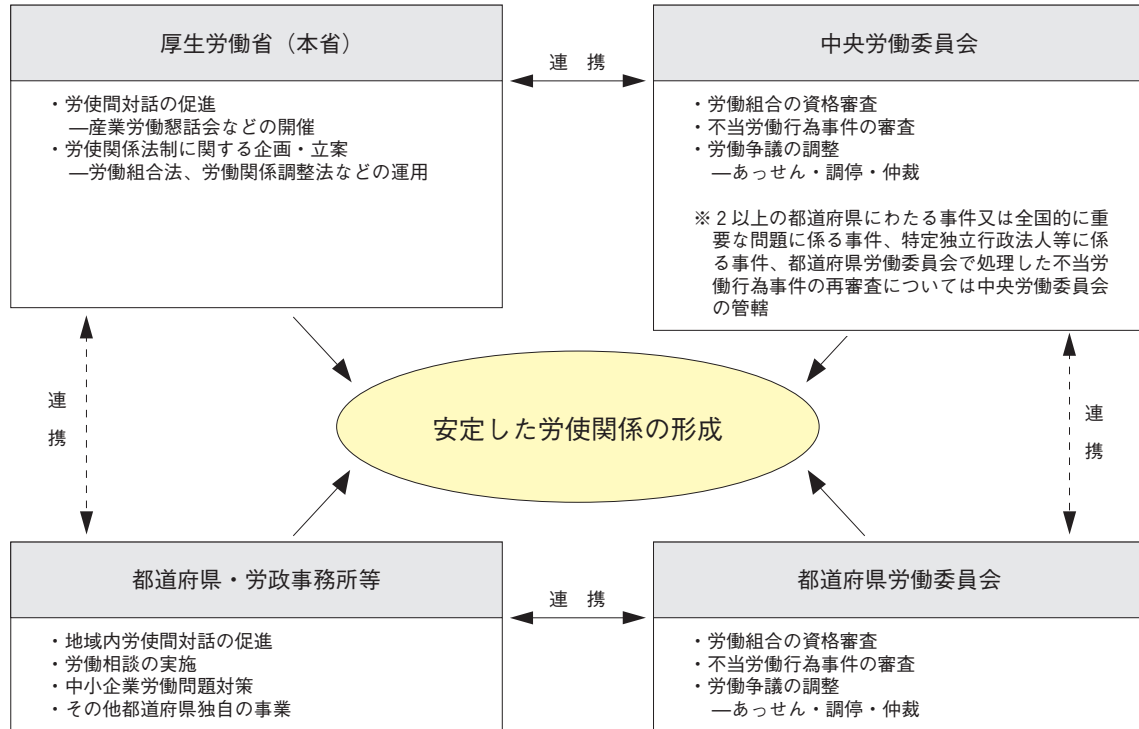 厚生労働省（本省）
・労使間対話の促進
―産業労働懇話会などの開催
・労使関係法制に関する企画・立案
―労働組合法、労働関係調整法などの運用
連　携
中央労働委員会
・労働組合の資格審査
・不当労働行為事件の審査
・労働争議の調整
―あっせん・調停・仲裁
※２以上の都道府県にわたる事件又は全国的に重
要な問題に係る事件、特定独立行政法人等に係
る事件、都道府県労働委員会で処理した不当労
働行為事件の再審査については中央労働委員会
の管轄
連
携
安定した労使関係の形成
連
携
都道府県・労政事務所等
・地域内労使間対話の促進
・労働相談の実施
・中小企業労働問題対策
・その他都道府県独自の事業
連　携
都道府県労働委員会
・労働組合の資格審査
・不当労働行為事件の審査
・労働争議の調整
―あっせん・調停・仲裁